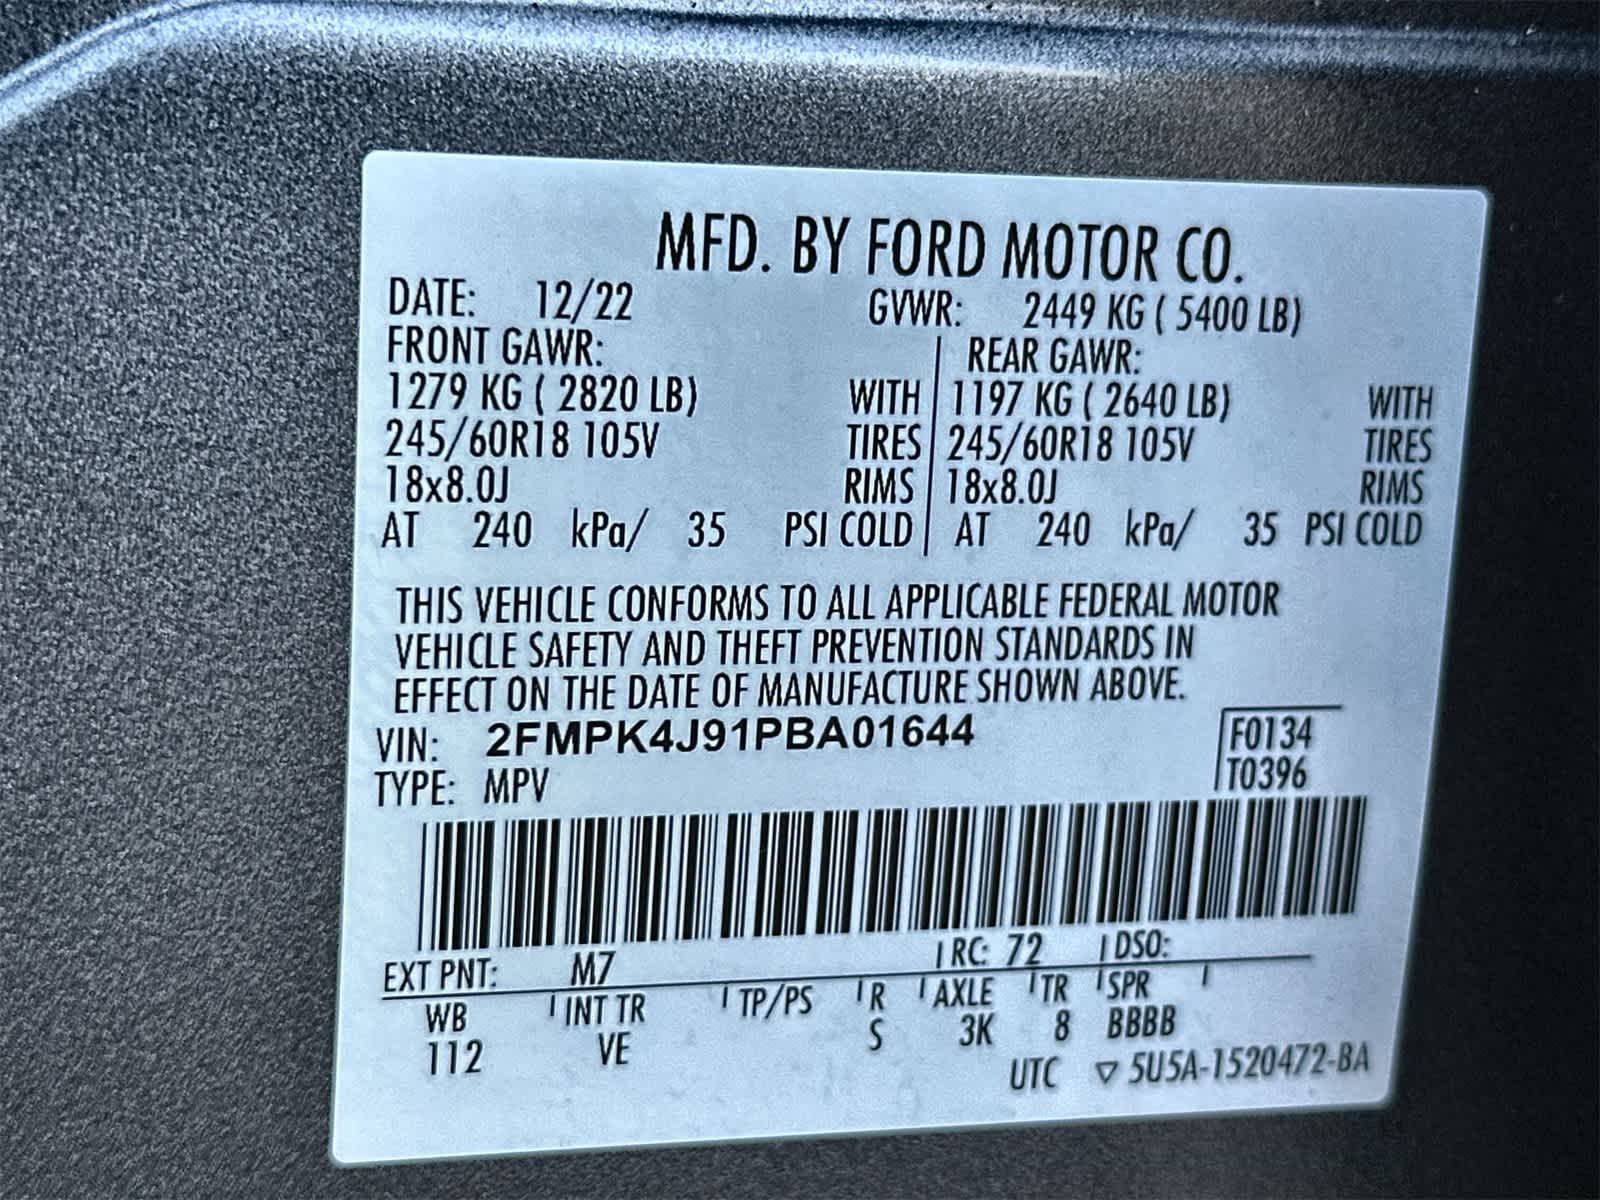 MFD. BY FORD MOTOR CO.
DATE: 12/22 GVWR: 2449 KG ( 5400 LB)
FRONT GAWR: REAR GAWR:
1279 KG ( 2820 LB) WITH 1197 KG ( 2640 LB) WITH
245/60R18 105V TIRES 245/60R18 105V TIRES
18x8.0J RIMS 18x8.0J RIMS
AT 240 kPa/ 35 PSI COLD AT 240 kPa/ 35 PSI COLD
THIS VEHICLE CONFORMS TO ALL APPLICABLE FEDERAL MOTOR
VEHICLE SAFETY AND THEFT PREVENTION STANDARDS IN
EFFECT ON THE DATE OF MANUFACTURE SHOWN ABOVE.
VIN: 2FMPK4J91PBA01644 F0134
TYPE: MPV T0396
EXT PNT: M7 RC: 72 DSO:
WB INT TR TP/PS R AXLE TR SPR
112 VE S 3K 8 BBBB
UTC ▽ 5U5A-1520472-BA